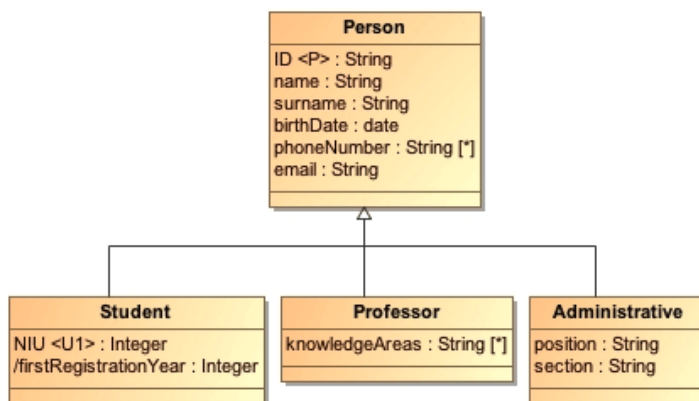 Person
ID <P> : String
name : String
surname : String
birthDate : date
phoneNumber : String [*]
email : String
Student
NIU <U1> : Integer
/firstRegistrationYear : Integer
Professor
knowledgeAreas : String [*]
Administrative
position : String
section : String